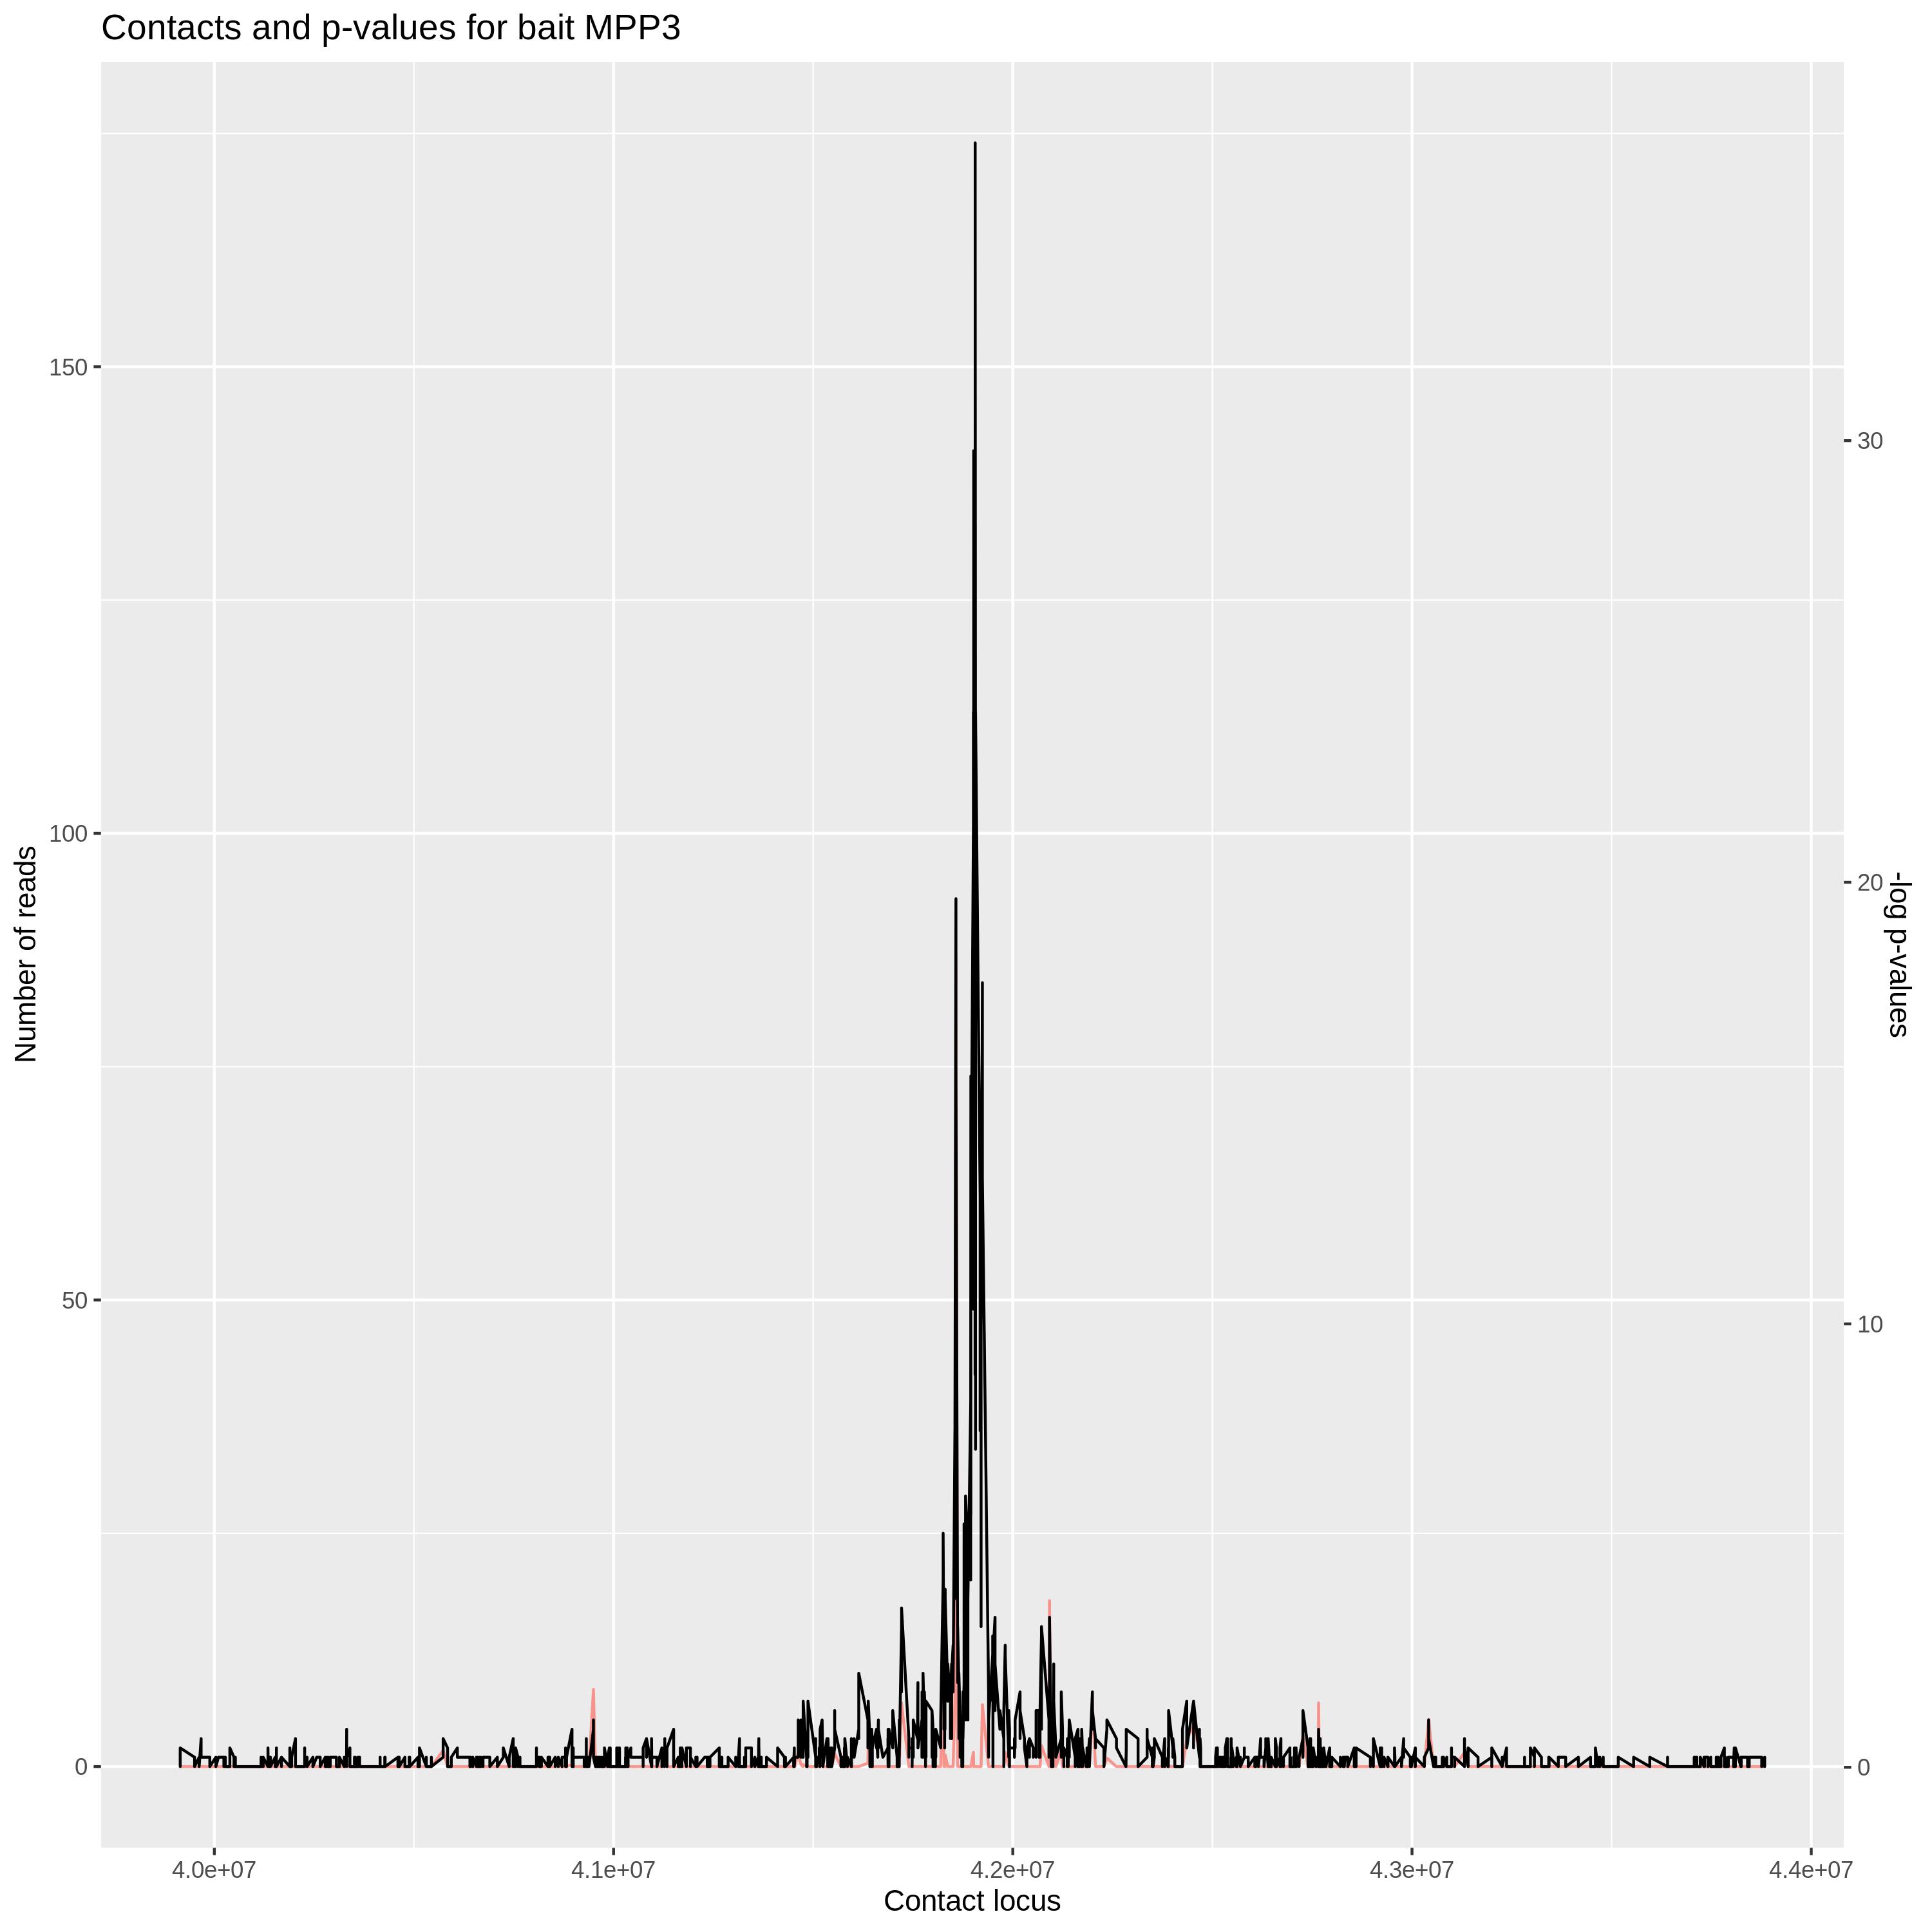 Contacts and p-values for bait MPP3
150
100
50
0
30
20
10
0
Number of reads
-log p-values
4.0e+07
4.1e+07
4.2e+07
4.3e+07
4.4e+07
Contact locus